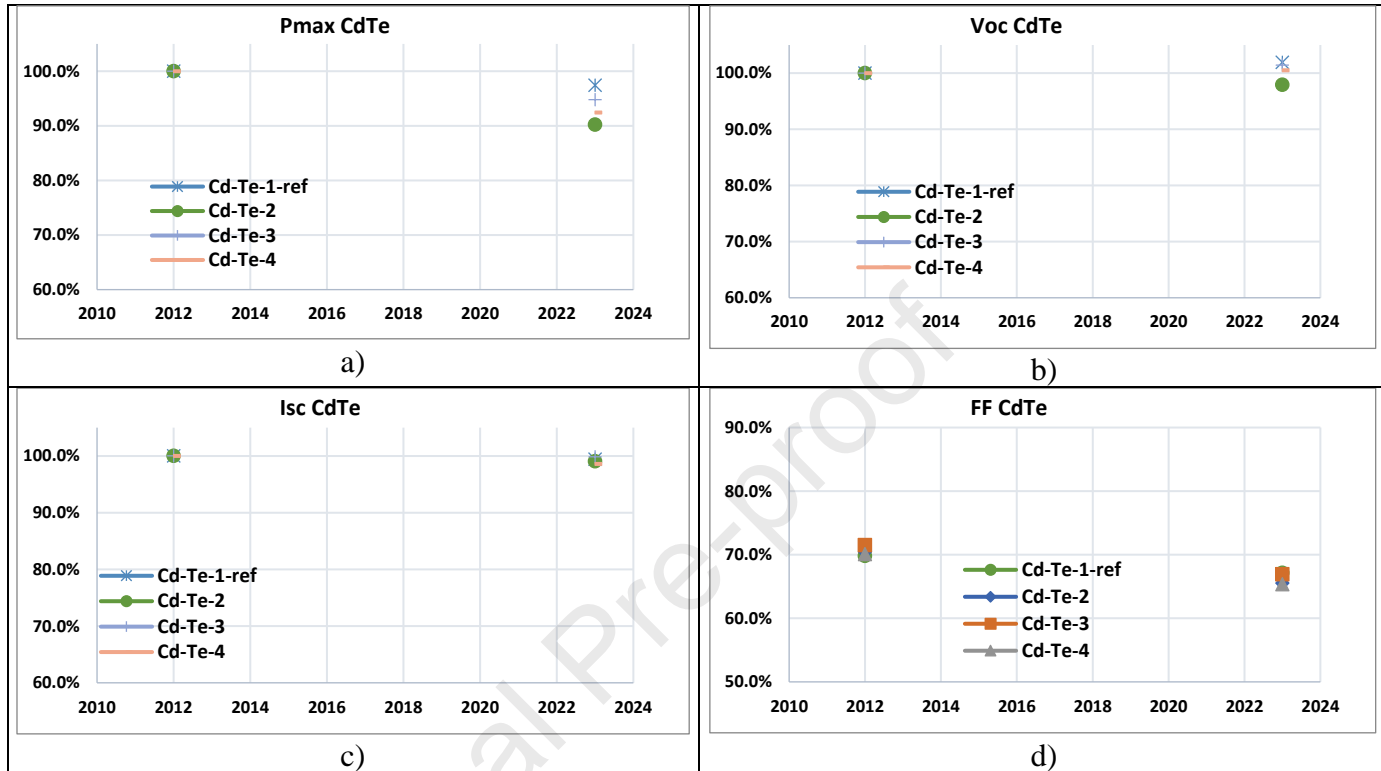 Pmax CdTe
100.0%
90.0%
80.0%
70.0%
60.0%
2010 2012 2014 2016 2018 2020 2022 2024
Cd-Te-1-ref
Cd-Te-2
Cd-Te-3
Cd-Te-4
a)
Voc CdTe
100.0%
90.0%
80.0%
70.0%
60.0%
2010 2012 2014 2016 2018 2020 2022 2024
Cd-Te-1-ref
Cd-Te-2
Cd-Te-3
Cd-Te-4
b)
Isc CdTe
100.0%
90.0%
80.0%
70.0%
60.0%
2010 2012 2014 2016 2018 2020 2022 2024
Cd-Te-1-ref
Cd-Te-2
Cd-Te-3
Cd-Te-4
c)
FF CdTe
90.0%
80.0%
70.0%
60.0%
50.0%
2010 2012 2014 2016 2018 2020 2022 2024
Cd-Te-1-ref
Cd-Te-2
Cd-Te-3
Cd-Te-4
d)
al Pre-proof